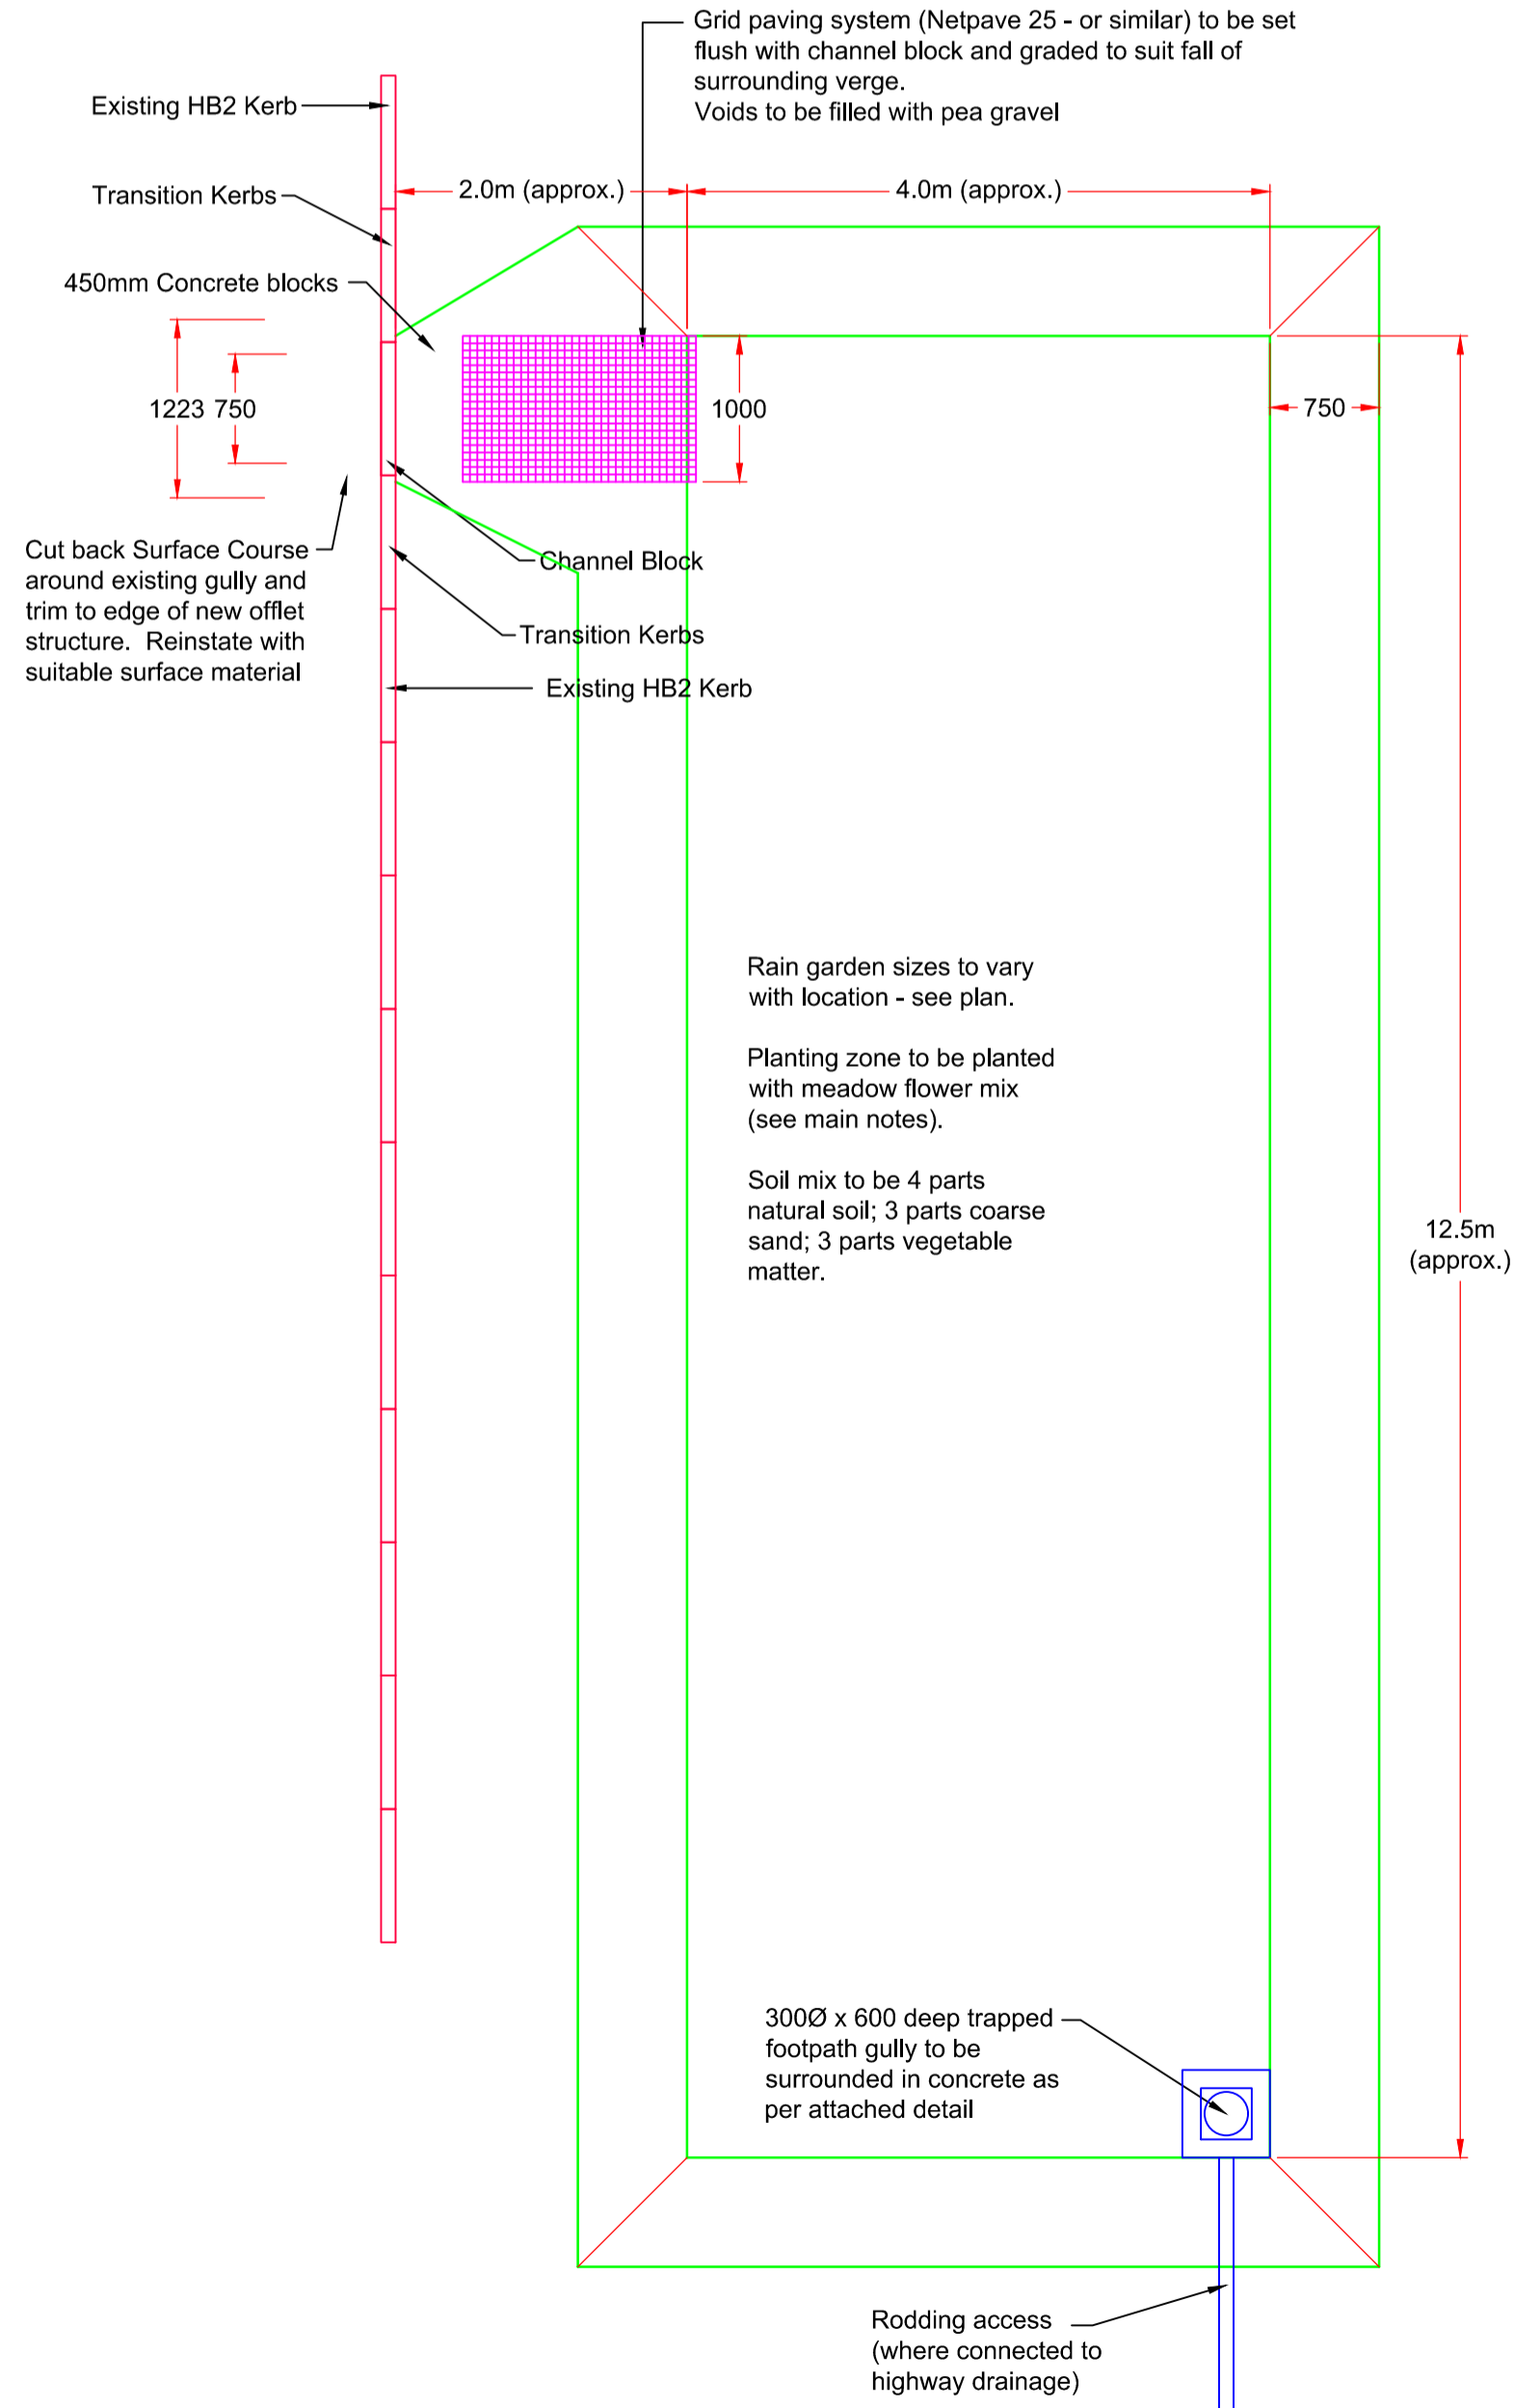 Grid paving system (Netpave 25 - or similar) to be set
flush with channel block and graded to suit fall of
surrounding verge.
Voids to be filled with pea gravel
Existing HB2 Kerb
Transition Kerbs
2.0m (approx.)
4.0m (approx.)
450mm Concrete blocks
1223
750
1000
750
Cut back Surface Course
around existing gully and
trim to edge of new offlet
structure.  Reinstate with
suitable surface material
Channel Block
Transition Kerbs
Existing HB2 Kerb
Rain garden sizes to vary
with location - see plan.
Planting zone to be planted
with meadow flower mix
(see main notes).
Soil mix to be 4 parts
natural soil; 3 parts coarse
sand; 3 parts vegetable
matter.
12.5m
(approx.)
300Ø x 600 deep trapped
footpath gully to be
surrounded in concrete as
per attached detail
Rodding access
(where connected to
highway drainage)